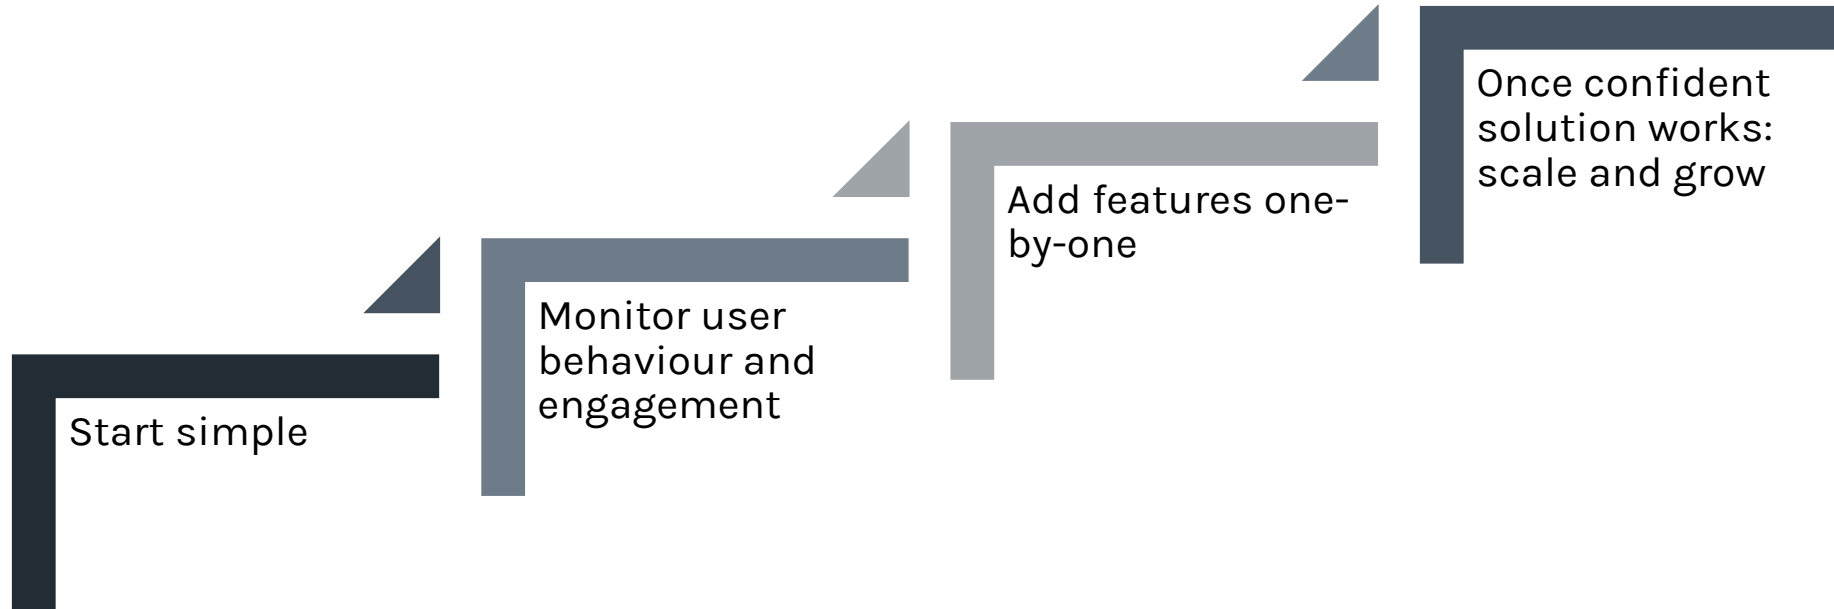 Start simple
Monitor user
behaviour and
engagement
Add features one-
by-one
Once confident
solution works:
scale and grow